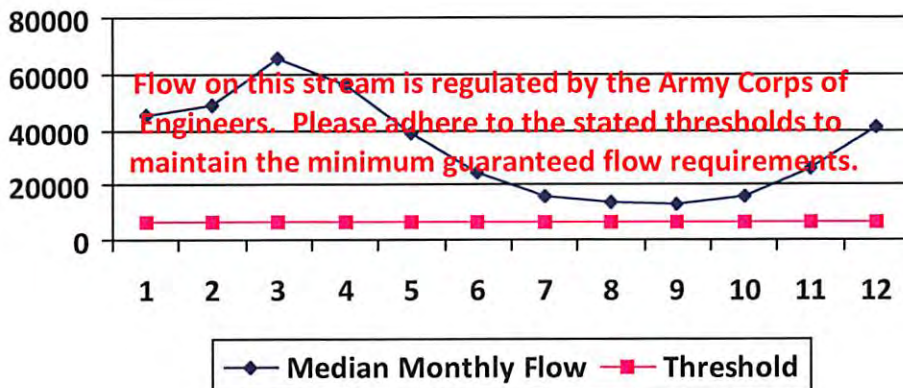 80000
60000
40000
20000
0
Flow on this stream is regulated by the Army Corps of
Engineers. Please adhere to the stated thresholds to
maintain the minimum guaranteed flow requirements.
1 2 3 4 5 6 7 8 9 10 11 12
Median Monthly Flow Threshold